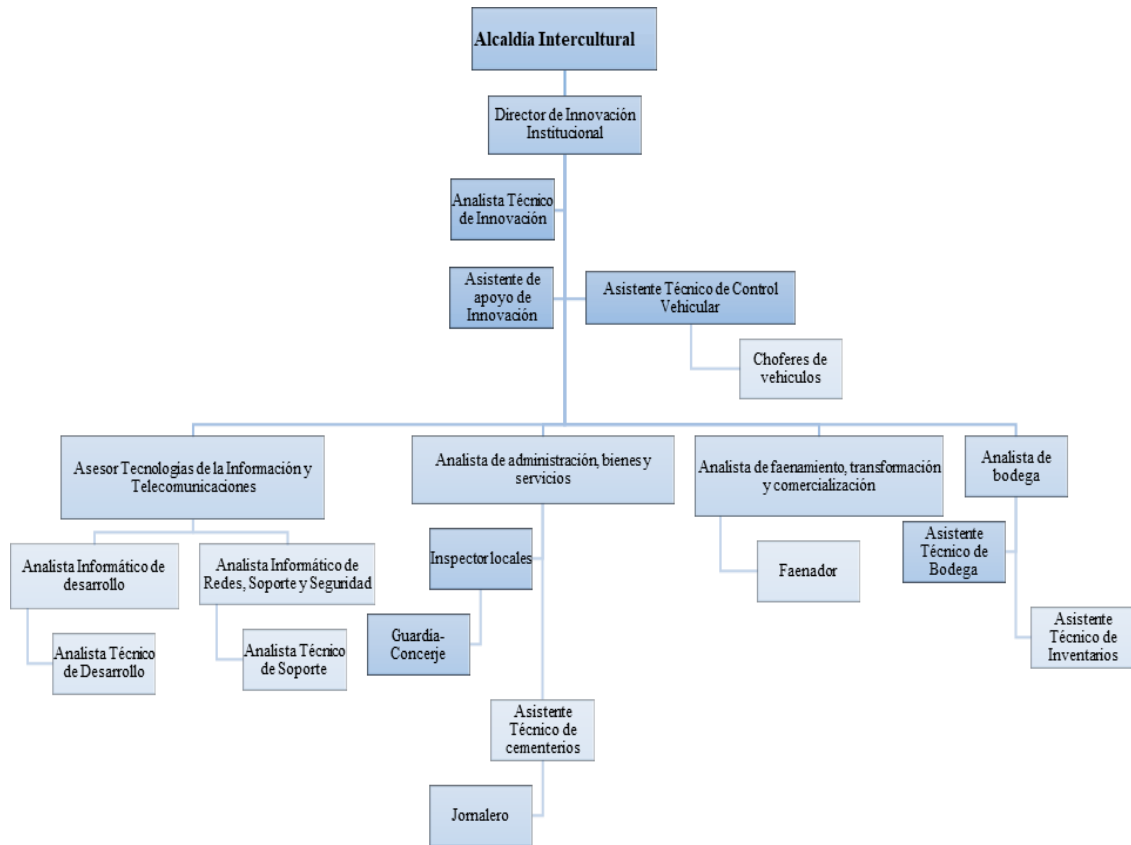 Alcaldía Intercultural
Director de Innovación
Institucional
Analista Técnico
de Innovación
Asistente de
apoyo de
Innovación
Asistente Técnico de Control
Vehicular
Choferes de
vehiculos
Asesor Tecnologías de la Información y
Telecomunicaciones
Analista de administración, bienes y
servicios
Analista de faenamiento, transformación
y comercialización
Analista de
bodega
Analista Informático de
desarrollo
Analista Informático de
Redes, Soporte y Seguridad
Analista Técnico
de Desarrollo
Analista Técnico
de Soporte
Inspector locales
Guardía-
Concerje
Asistente
Técnico de
cementerios
Jornalero
Faenador
Asistente
Técnico de
Bodega
Asistente
Técnico de
Inventarios